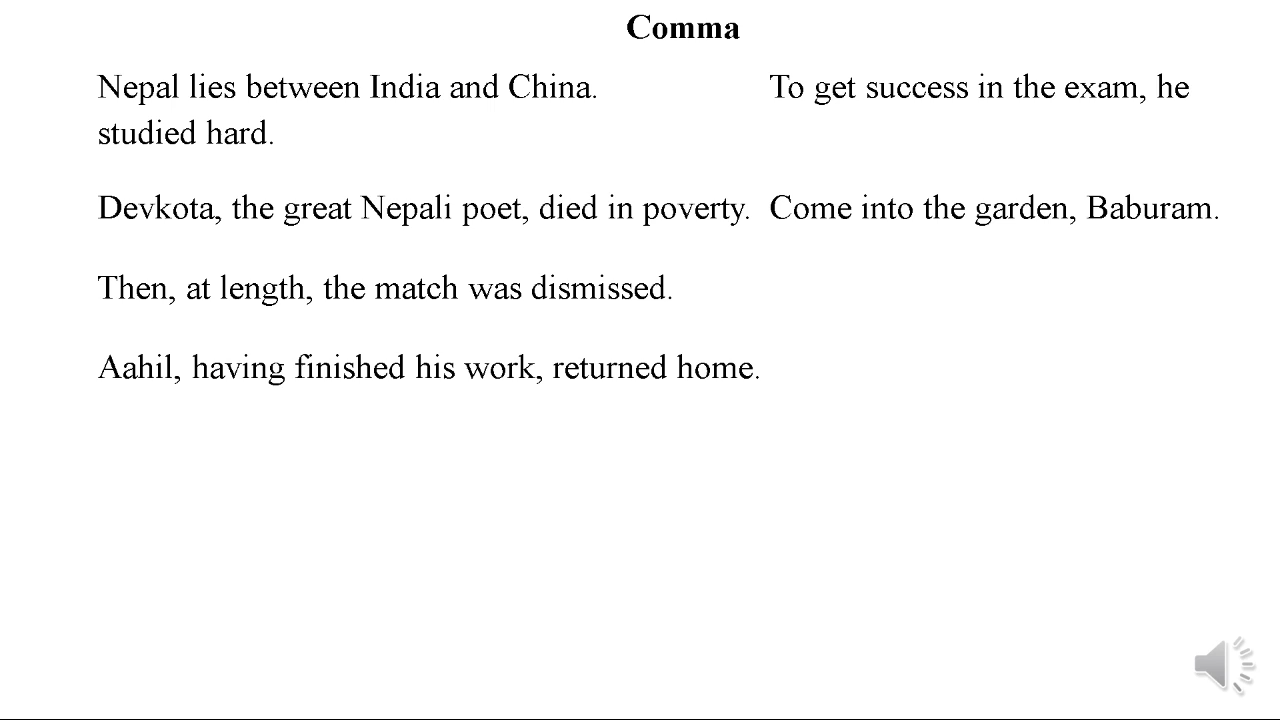 Comma
Nepal lies between India and China. To get success in the exam, he
studied hard.
Devkota, the great Nepali poet, died in poverty. Come into the garden, Baburam.
Then, at length, the match was dismissed.
Aahil, having finished his work, returned home.